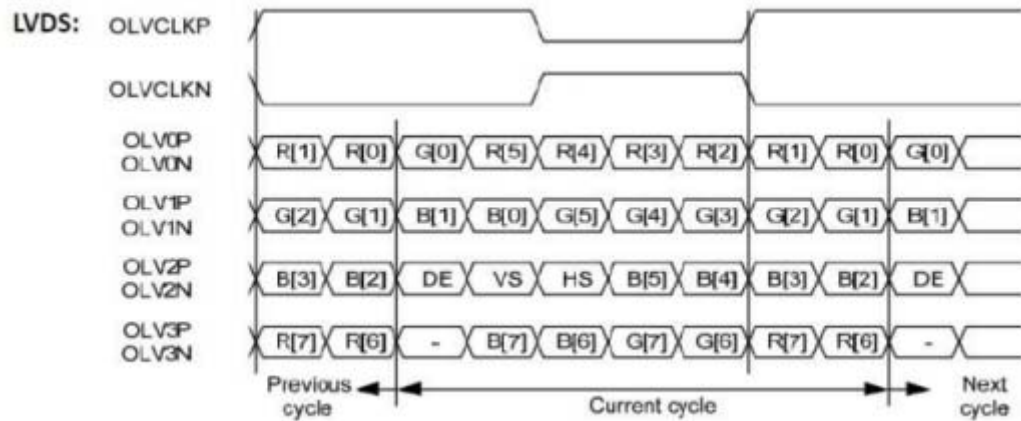 LVDS: OLVCLKP
OLVCLKN
OLV0P
OLV0N
R[1] R[0] G[0] R[5] R[4] R[3] R[2] R[1] R[0] G[0]
OLV1P
OLV1N
G[2] G[1] B[1] B[0] G[5] G[4] G[3] G[2] G[1] B[1]
OLV2P
OLV2N
B[3] B[2] DE VS HS B[5] B[4] B[3] B[2] DE
OLV3P
OLV3N
R[7] R[6] - B[7] B[6] G[7] G[6] R[7] R[6] -
Previous
cycle
Current cycle
Next
cycle